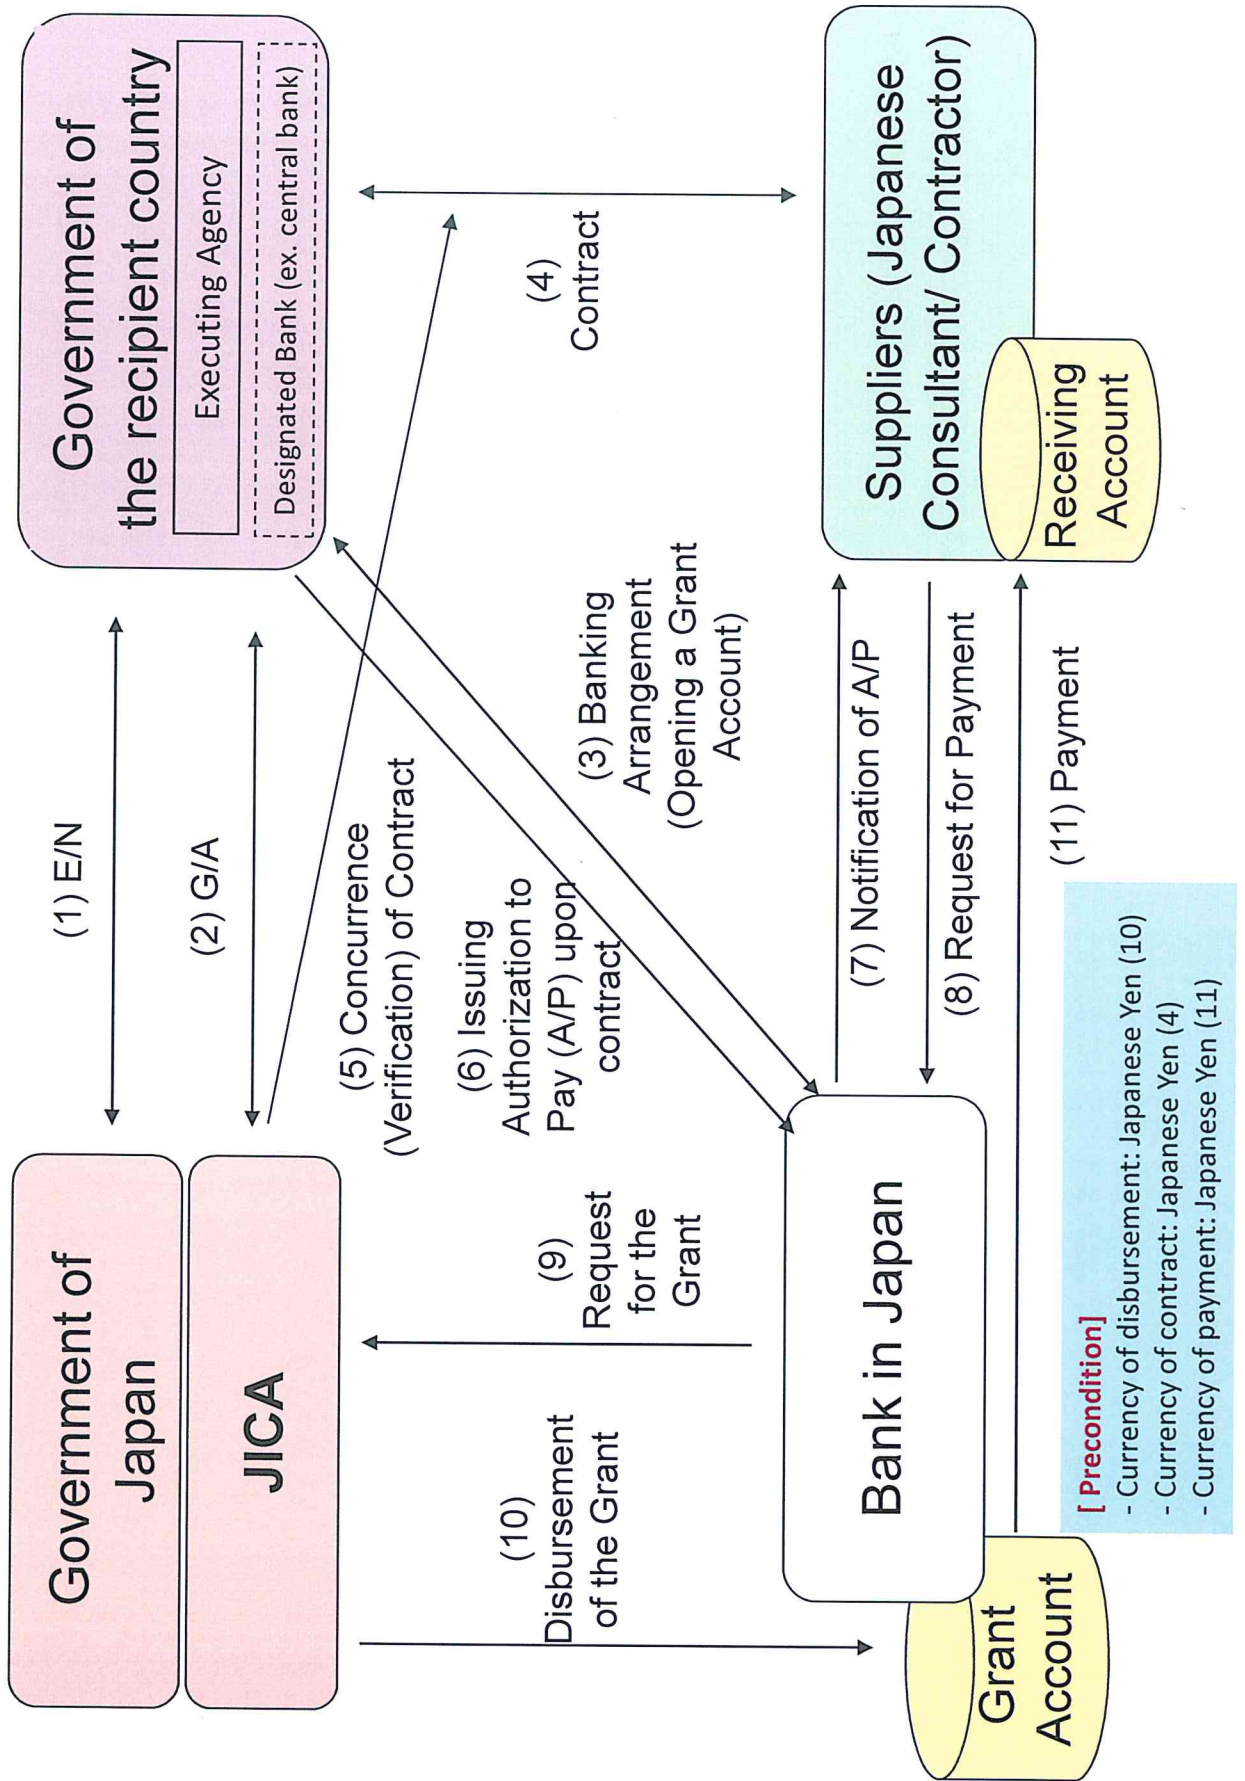 Government of
Japan
JICA
(1) E/N
(2) G/A
Government of
the recipient country
Executing Agency
Designated Bank (ex. central bank)
(5) Concurrence
(Verification) of Contract
(6) Issuing
Authorization to
Pay (A/P) upon
contract
(3) Banking
Arrangement
(Opening a Grant
Account)
(4)
Contract
(10)
Disbursement
of the Grant
(9)
Request
for the
Grant
Bank in Japan
Grant
Account
(7) Notification of A/P
(8) Request for Payment
(11) Payment
Suppliers (Japanese
Consultant/ Contractor)
Receiving
Account
[ Precondition]
- Currency of disbursement: Japanese Yen (10)
- Currency of contract: Japanese Yen (4)
- Currency of payment: Japanese Yen (11)